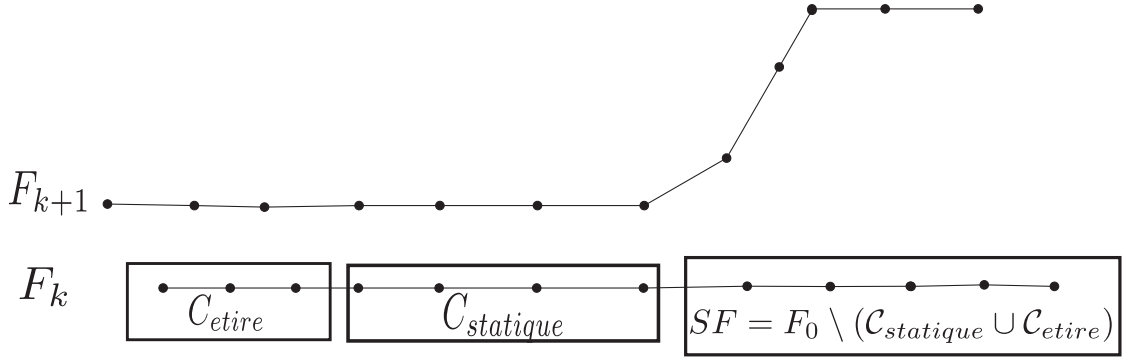 F_{k+1}
F_k
C_{etire}
C_{statique}
SF = F_0 \ (C_{statique} ∪ C_{etire})